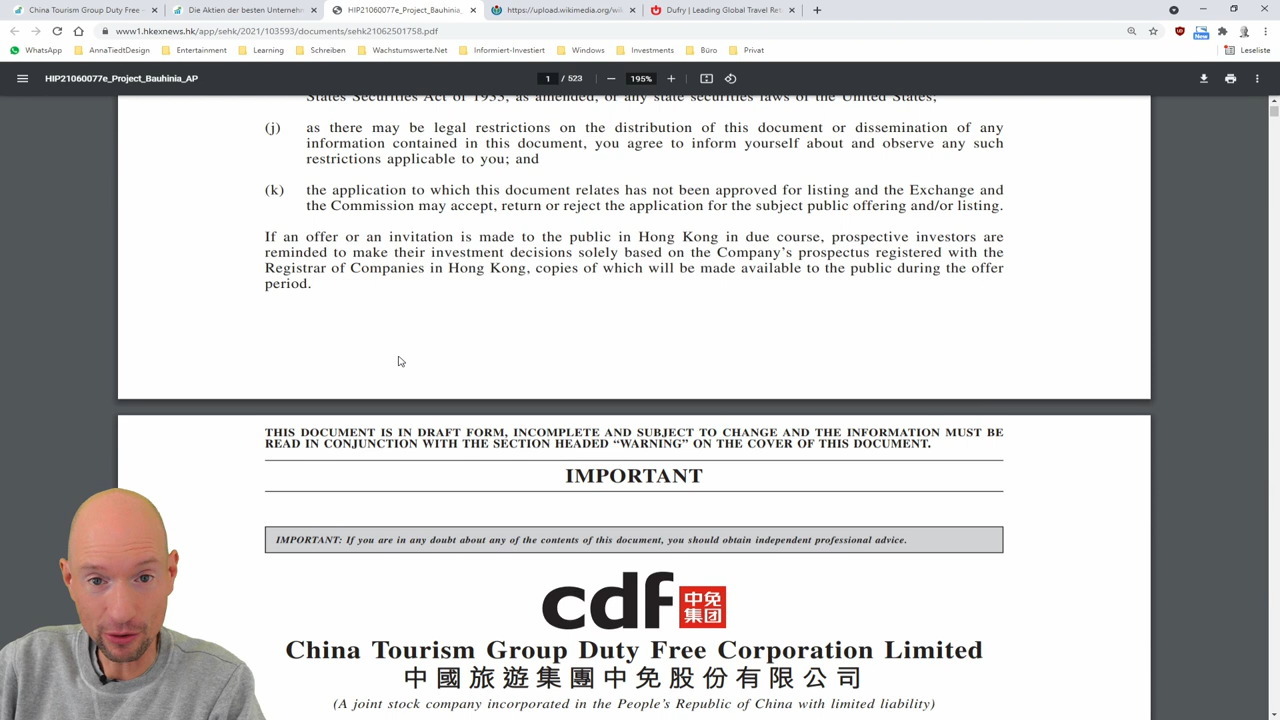 China Tourism Group Duty Free
Die Aktien der besten Unternehm
HIP21060077e_Project_Bauhinia_
https://upload.wikimedia.org/wi
Dufry | Leading Global Travel Ret
www1.hkexnews.hk/app/sehk/2021/103593/documents/sehk21062501758.pdf
WhatsApp
AnnaTiedtDesign
Entertainment
Learning
Schreiben
Wachstumswerte.Net
Informiert-Investiert
Windows
Investments
Büro
Privat
Leseliste
New
HIP21060077e_Project_Bauhinia_AP
1 / 523
195%
States Securities Act of 1933, as amended, or any state securities laws of the United States;
(j) as there may be legal restrictions on the distribution of this document or dissemination of any
information contained in this document, you agree to inform yourself about and observe any such
restrictions applicable to you; and
(k) the application to which this document relates has not been approved for listing and the Exchange and
the Commission may accept, return or reject the application for the subject public offering and/or listing.
If an offer or an invitation is made to the public in Hong Kong in due course, prospective investors are
reminded to make their investment decisions solely based on the Company's prospectus registered with the
Registrar of Companies in Hong Kong, copies of which will be made available to the public during the offer
period.
THIS DOCUMENT IS IN DRAFT FORM, INCOMPLETE AND SUBJECT TO CHANGE AND THE INFORMATION MUST BE
READ IN CONJUNCTION WITH THE SECTION HEADED “WARNING” ON THE COVER OF THIS DOCUMENT.
IMPORTANT
IMPORTANT: If you are in any doubt about any of the contents of this document, you should obtain independent professional advice.
cdf 中免
集团
China Tourism Group Duty Free Corporation Limited
中國旅遊集團中免股份有限公司
(A joint stock company incorporated in the People's Republic of China with limited liability)